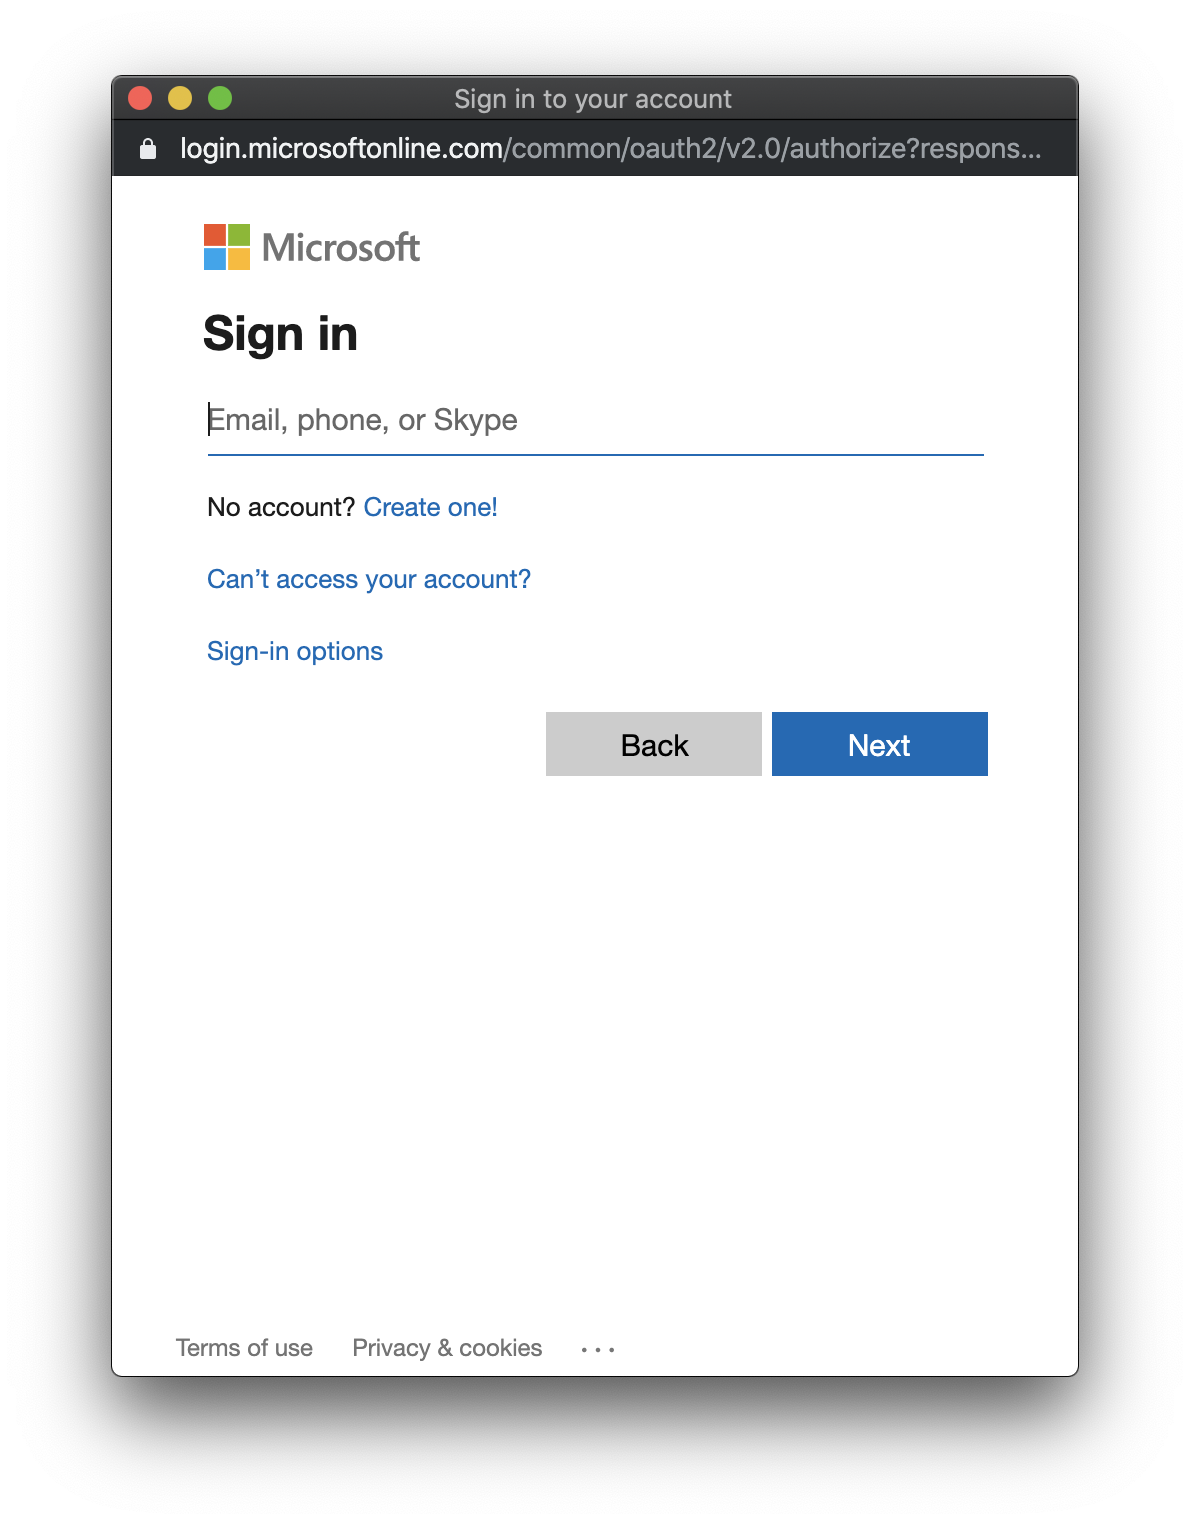 Sign in to your account
login.microsoftonline.com/common/oauth2/v2.0/authorize?respons...
Microsoft
Sign in
Email, phone, or Skype
No account? Create one!
Can’t access your account?
Sign-in options
Back Next
Terms of use Privacy & cookies ...